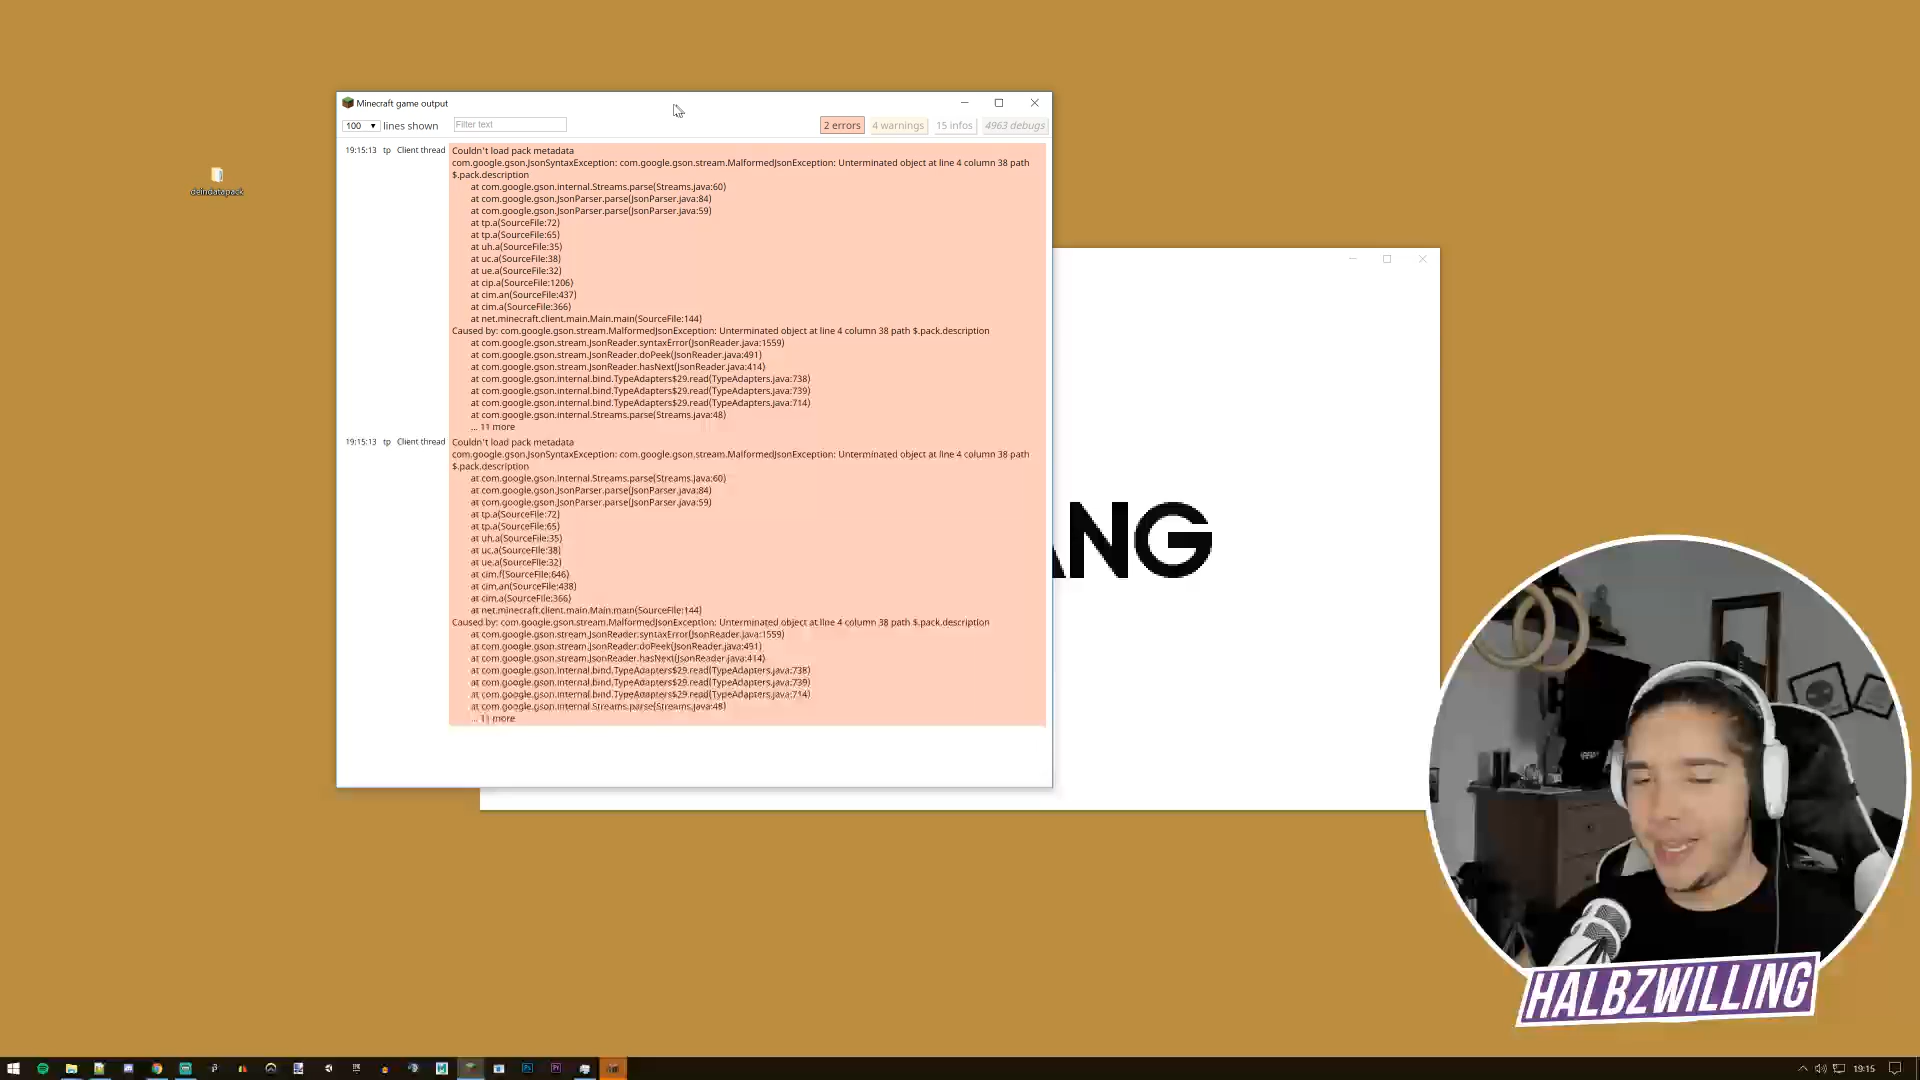 Minecraft game output
100 lines shown
Filter text
2 errors
4 warnings
15 infos
4963 debugs
19:15:13 tp Client thread
Couldn't load pack metadata
com.google.gson.JsonSyntaxException: com.google.gson.stream.MalformedJsonException: Unterminated object at line 4 column 38 path
$.pack.description
at com.google.gson.internal.Streams.parse(Streams.java:60)
at com.google.gson.JsonParser.parse(JsonParser.java:84)
at com.google.gson.JsonParser.parse(JsonParser.java:59)
at tp.a(SourceFile:72)
at tp.a(SourceFile:65)
at uh.a(SourceFile:35)
at uc.a(SourceFile:38)
at ue.a(SourceFile:32)
at cip.a(SourceFile:1206)
at cim.an(SourceFile:437)
at cim.a(SourceFile:366)
at net.minecraft.client.main.Main.main(SourceFile:144)
Caused by: com.google.gson.stream.MalformedJsonException: Unterminated object at line 4 column 38 path $.pack.description
at com.google.gson.stream.JsonReader.syntaxError(JsonReader.java:1559)
at com.google.gson.stream.JsonReader.doPeek(JsonReader.java:491)
at com.google.gson.stream.JsonReader.hasNext(JsonReader.java:414)
at com.google.gson.internal.bind.TypeAdapters$29.read(TypeAdapters.java:738)
at com.google.gson.internal.bind.TypeAdapters$29.read(TypeAdapters.java:739)
at com.google.gson.internal.bind.TypeAdapters$29.read(TypeAdapters.java:714)
at com.google.gson.internal.Streams.parse(Streams.java:48)
... 11 more
19:15:13 tp Client thread
Couldn't load pack metadata
com.google.gson.JsonSyntaxException: com.google.gson.stream.MalformedJsonException: Unterminated object at line 4 column 38 path
$.pack.description
at com.google.gson.internal.Streams.parse(Streams.java:60)
at com.google.gson.JsonParser.parse(JsonParser.java:84)
at com.google.gson.JsonParser.parse(JsonParser.java:59)
at tp.a(SourceFile:72)
at tp.a(SourceFile:65)
at uh.a(SourceFile:35)
at uc.a(SourceFile:38)
at ue.a(SourceFile:32)
at cim.f(SourceFile:646)
at cim.an(SourceFile:438)
at cim.a(SourceFile:366)
at net.minecraft.client.main.Main.main(SourceFile:144)
Caused by: com.google.gson.stream.MalformedJsonException: Unterminated object at line 4 column 38 path $.pack.description
at com.google.gson.stream.JsonReader.syntaxError(JsonReader.java:1559)
at com.google.gson.stream.JsonReader.doPeek(JsonReader.java:491)
at com.google.gson.stream.JsonReader.hasNext(JsonReader.java:414)
at com.google.gson.internal.bind.TypeAdapters$29.read(TypeAdapters.java:738)
at com.google.gson.internal.bind.TypeAdapters$29.read(TypeAdapters.java:739)
at com.google.gson.internal.bind.TypeAdapters$29.read(TypeAdapters.java:714)
at com.google.gson.internal.Streams.parse(Streams.java:48)
... 11 more
deindatapack
ANG
HALBZWILLING
19:15